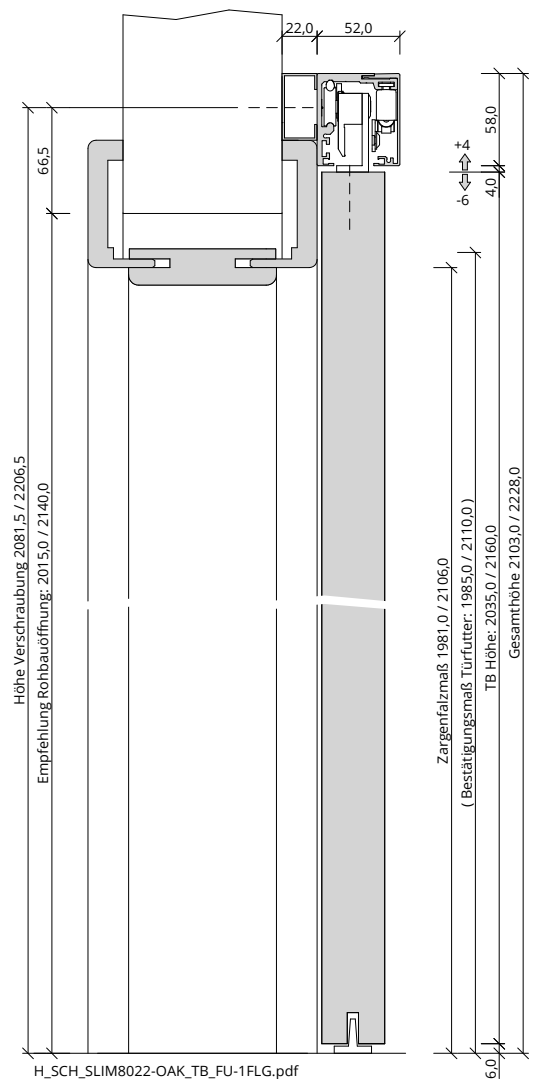 22,0
52,0
66,5
58,0
+4
-6
4,0
Höhe Verschraubung 2081,5 / 2206,5
Empfehlung Rohbauöffnung: 2015,0 / 2140,0
Zargenfalzmaß 1981,0 / 2106,0
( Bestätigungsmaß Türfutter: 1985,0 / 2110,0 )
TB Höhe: 2035,0 / 2160,0
Gesamthöhe 2103,0 / 2228,0
6,0
H_SCH_SLIM8022-OAK_TB_FU-1FLG.pdf